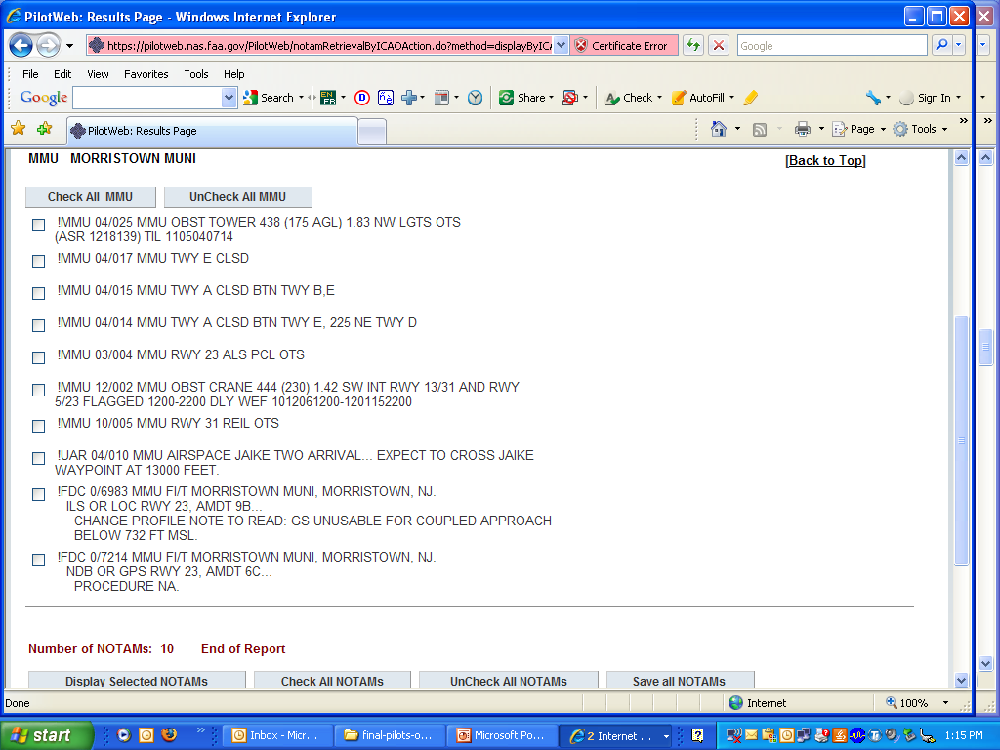 PilotWeb: Results Page - Windows Internet Explorer
https://pilotweb.nas.faa.gov/PilotWeb/notamRetrievalByICAOAction.do?method=displayByICA
Certificate Error
Google
File Edit View Favorites Tools Help
Google Search EN FR Share Check AutoFill Sign In
PilotWeb: Results Page Page Tools
MMU MORRISTOWN MUNI
[Back to Top]
Check All MMU UnCheck All MMU
!MMU 04/025 MMU OBST TOWER 438 (175 AGL) 1.83 NW LGTS OTS
(ASR 1218139) TIL 1105040714
!MMU 04/017 MMU TWY E CLSD
!MMU 04/015 MMU TWY A CLSD BTN TWY B,E
!MMU 04/014 MMU TWY A CLSD BTN TWY E, 225 NE TWY D
!MMU 03/004 MMU RWY 23 ALS PCL OTS
!MMU 12/002 MMU OBST CRANE 444 (230) 1.42 SW INT RWY 13/31 AND RWY
5/23 FLAGGED 1200-2200 DLY WEF 1012061200-1201152200
!MMU 10/005 MMU RWY 31 REIL OTS
!UAR 04/010 MMU AIRSPACE JAIKE TWO ARRIVAL... EXPECT TO CROSS JAIKE
WAYPOINT AT 13000 FEET.
!FDC 0/6983 MMU FI/T MORRISTOWN MUNI, MORRISTOWN, NJ.
ILS OR LOC RWY 23, AMDT 9B...
CHANGE PROFILE NOTE TO READ: GS UNUSABLE FOR COUPLED APPROACH
BELOW 732 FT MSL.
!FDC 0/7214 MMU FI/T MORRISTOWN MUNI, MORRISTOWN, NJ.
NDB OR GPS RWY 23, AMDT 6C...
PROCEDURE NA.
Number of NOTAMs: 10 End of Report
Display Selected NOTAMs Check All NOTAMs UnCheck All NOTAMs Save all NOTAMs
Done Internet 100%
start Inbox - Micr... final-pilots-o... Microsoft Po... 2 Internet ... 1:15 PM